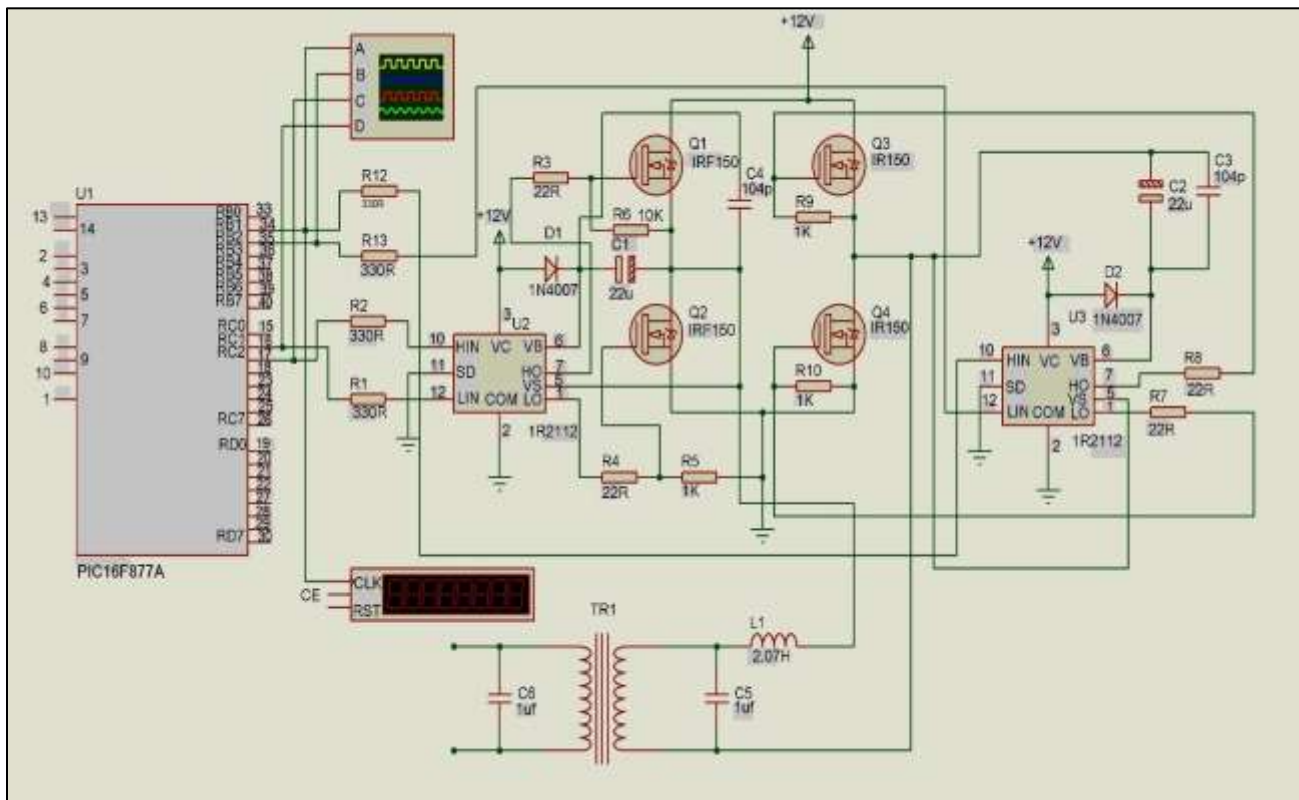 +12V
A
B
C
D
Q1
IRF150
Q3
IR150
R3
22R
C4
104p
C3
104p
C2
22u
U1
R12
330R
R13
330R
+12V
R6 10K
C1
22u
R9
1K
D1
1N4007
+12V
D2
1N4007
13
14
2
3
4
5
6
7
8
9
10
1
RB0 33
RB1 34
RB2 35
RB3 36
RB4 37
RB5 38
RB6 39
RB7 40
RC0 15
RC1 16
RC2 17
18
23
24
25
RC7 26
RD0 19
20
21
22
27
28
29
RD7 30
PIC16F877A
R2
330R
R1
330R
3
U2
10 HIN VC VB 6
11 SD HO 7
VS 5
12 LIN COM LO 1
2
1R2112
Q2
IRF150
Q4
IR150
R10
1K
R4
22R
R5
1K
3
U3
10 HIN VC VB 6
11 SD HO 7
VS 5
12 LIN COM LO 1
2
1R2112
R8
22R
R7
22R
CE
CLK
RST
TR1
L1
2.07H
C6
1uf
C5
1uf